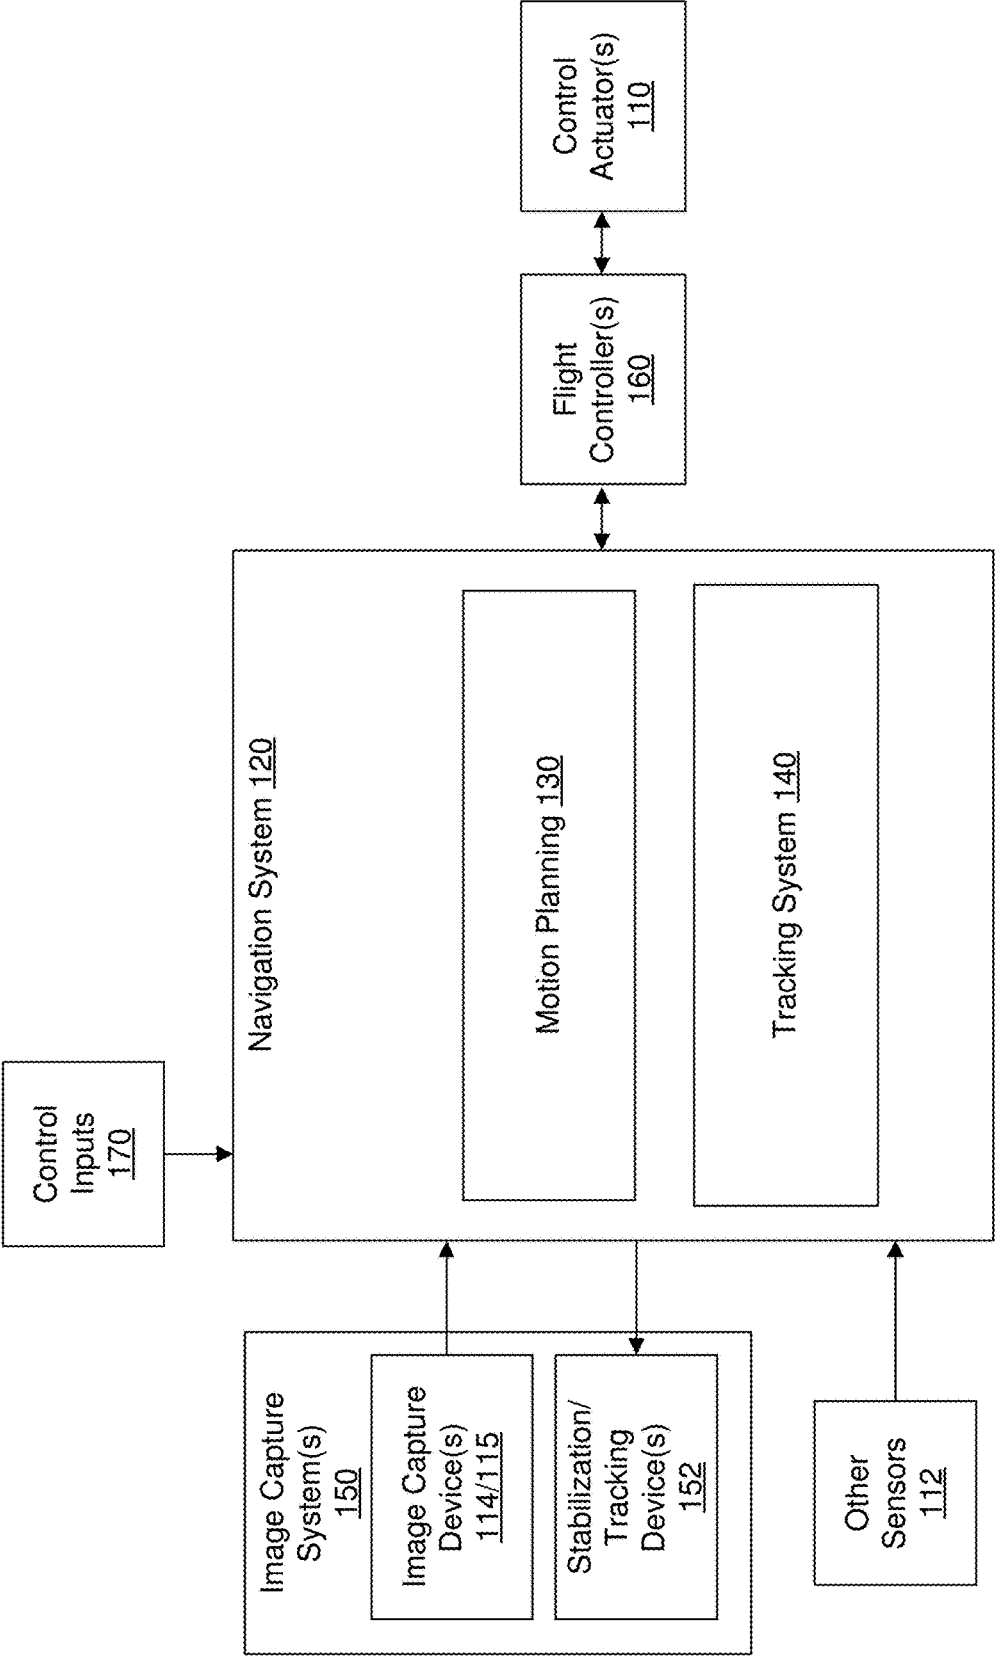 Control
Inputs
170
Image Capture
System(s)
150
Image Capture
Device(s)
114/115
Stabilization/
Tracking
Device(s)
152
Other
Sensors
112
Navigation System 120
Motion Planning 130
Tracking System 140
Flight
Controller(s)
160
Control
Actuator(s)
110